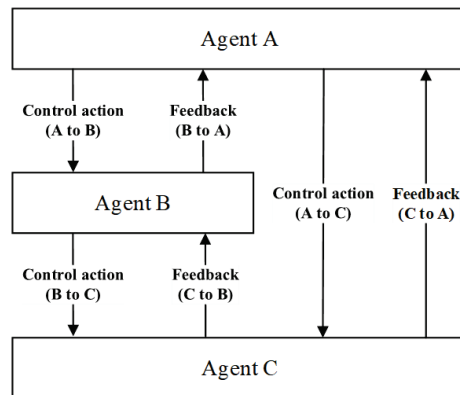 Agent A
Control action
(A to B)
Feedback
(B to A)
Agent B
Control action
(A to C)
Feedback
(C to A)
Control action
(B to C)
Feedback
(C to B)
Agent C